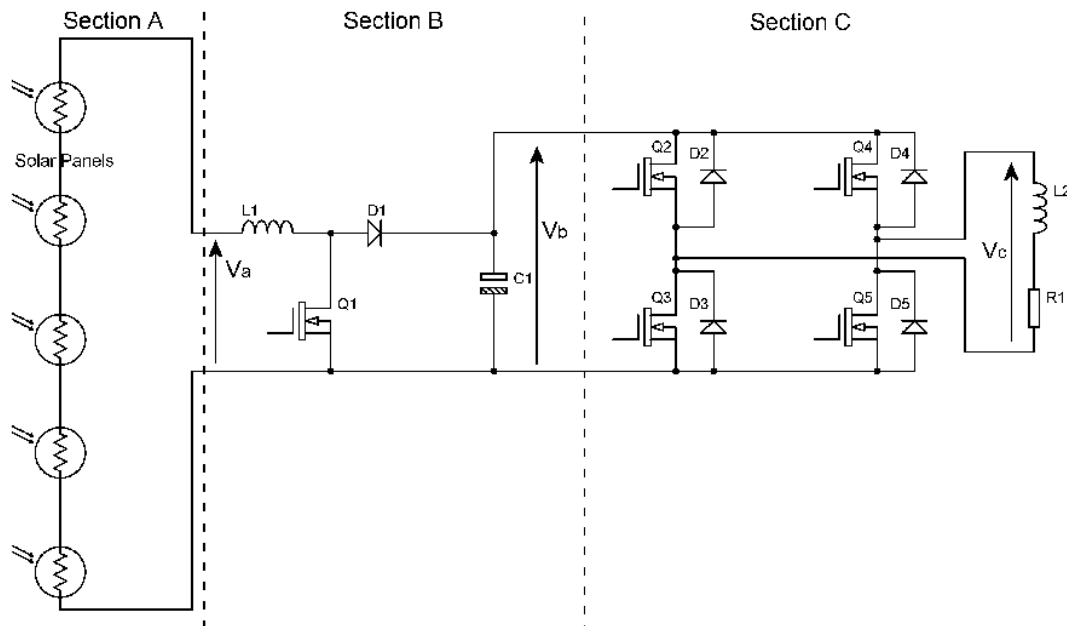 Section A
Section B
Section C
Solar Panels
L1
D1
Va
Q1
C1
Vb
Q2
D2
Q4
D4
Q3
D3
Q5
D5
Vc
L2
R1